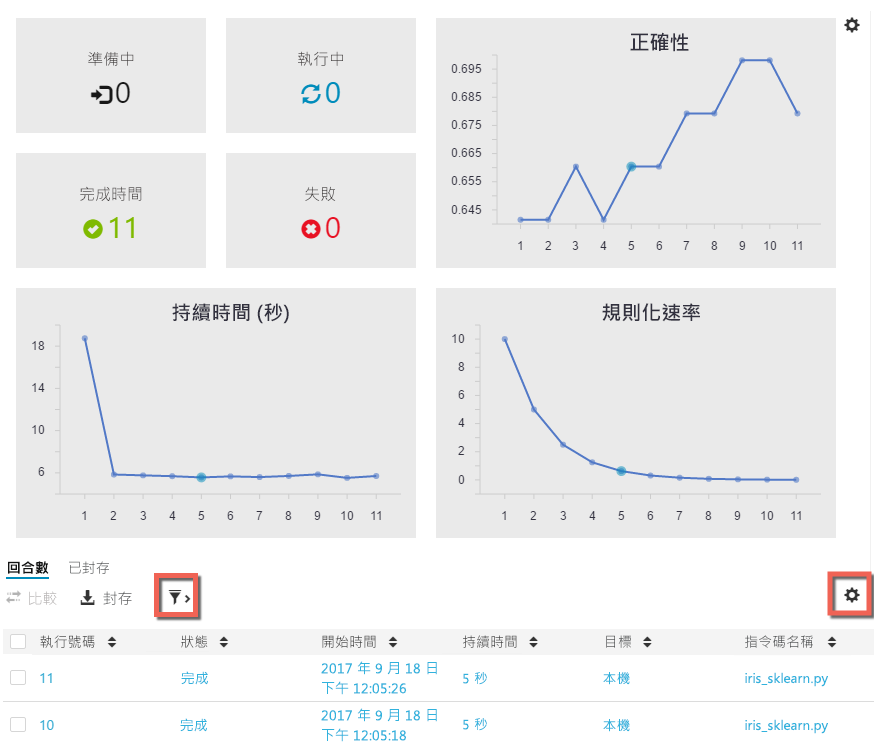 準備中
0
執行中
0
完成時間
11
失敗
0
正確性
0.695
0.685
0.675
0.665
0.655
0.645
1 2 3 4 5 6 7 8 9 10 11
持續時間 (秒)
18
14
10
6
1 2 3 4 5 6 7 8 9 10 11
規則化速率
10
8
6
4
2
0
1 2 3 4 5 6 7 8 9 10 11
回合數 已封存
比較 封存
執行號碼 狀態 開始時間 持續時間 目標 指令碼名稱
11 完成 2017 年 9 月 18 日 5 秒 本機 iris_sklearn.py
下午 12:05:26
10 完成 2017 年 9 月 18 日 5 秒 本機 iris_sklearn.py
下午 12:05:18